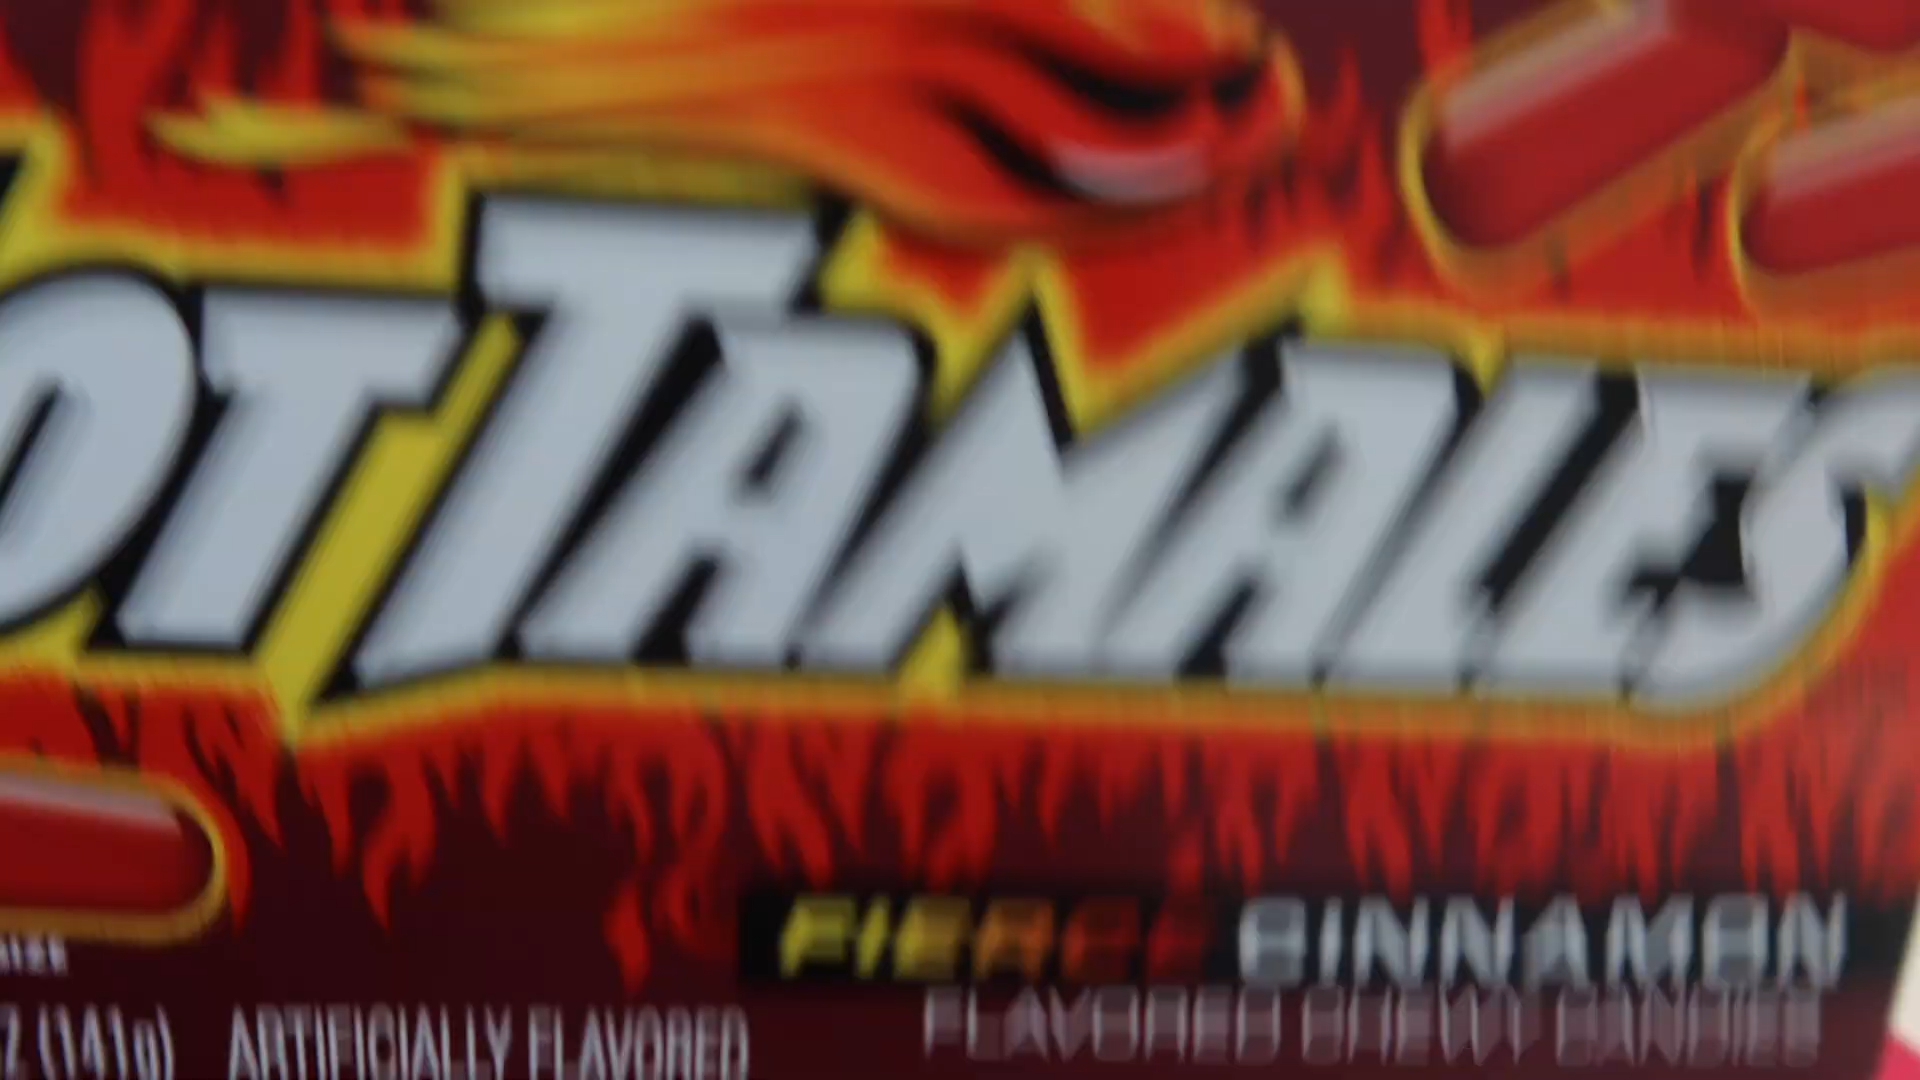 OT TAMALES
FIERCE CINNAMON
FLAVORED CHEWY CANDIES
Z (141g) ARTIFICIALLY FLAVORED